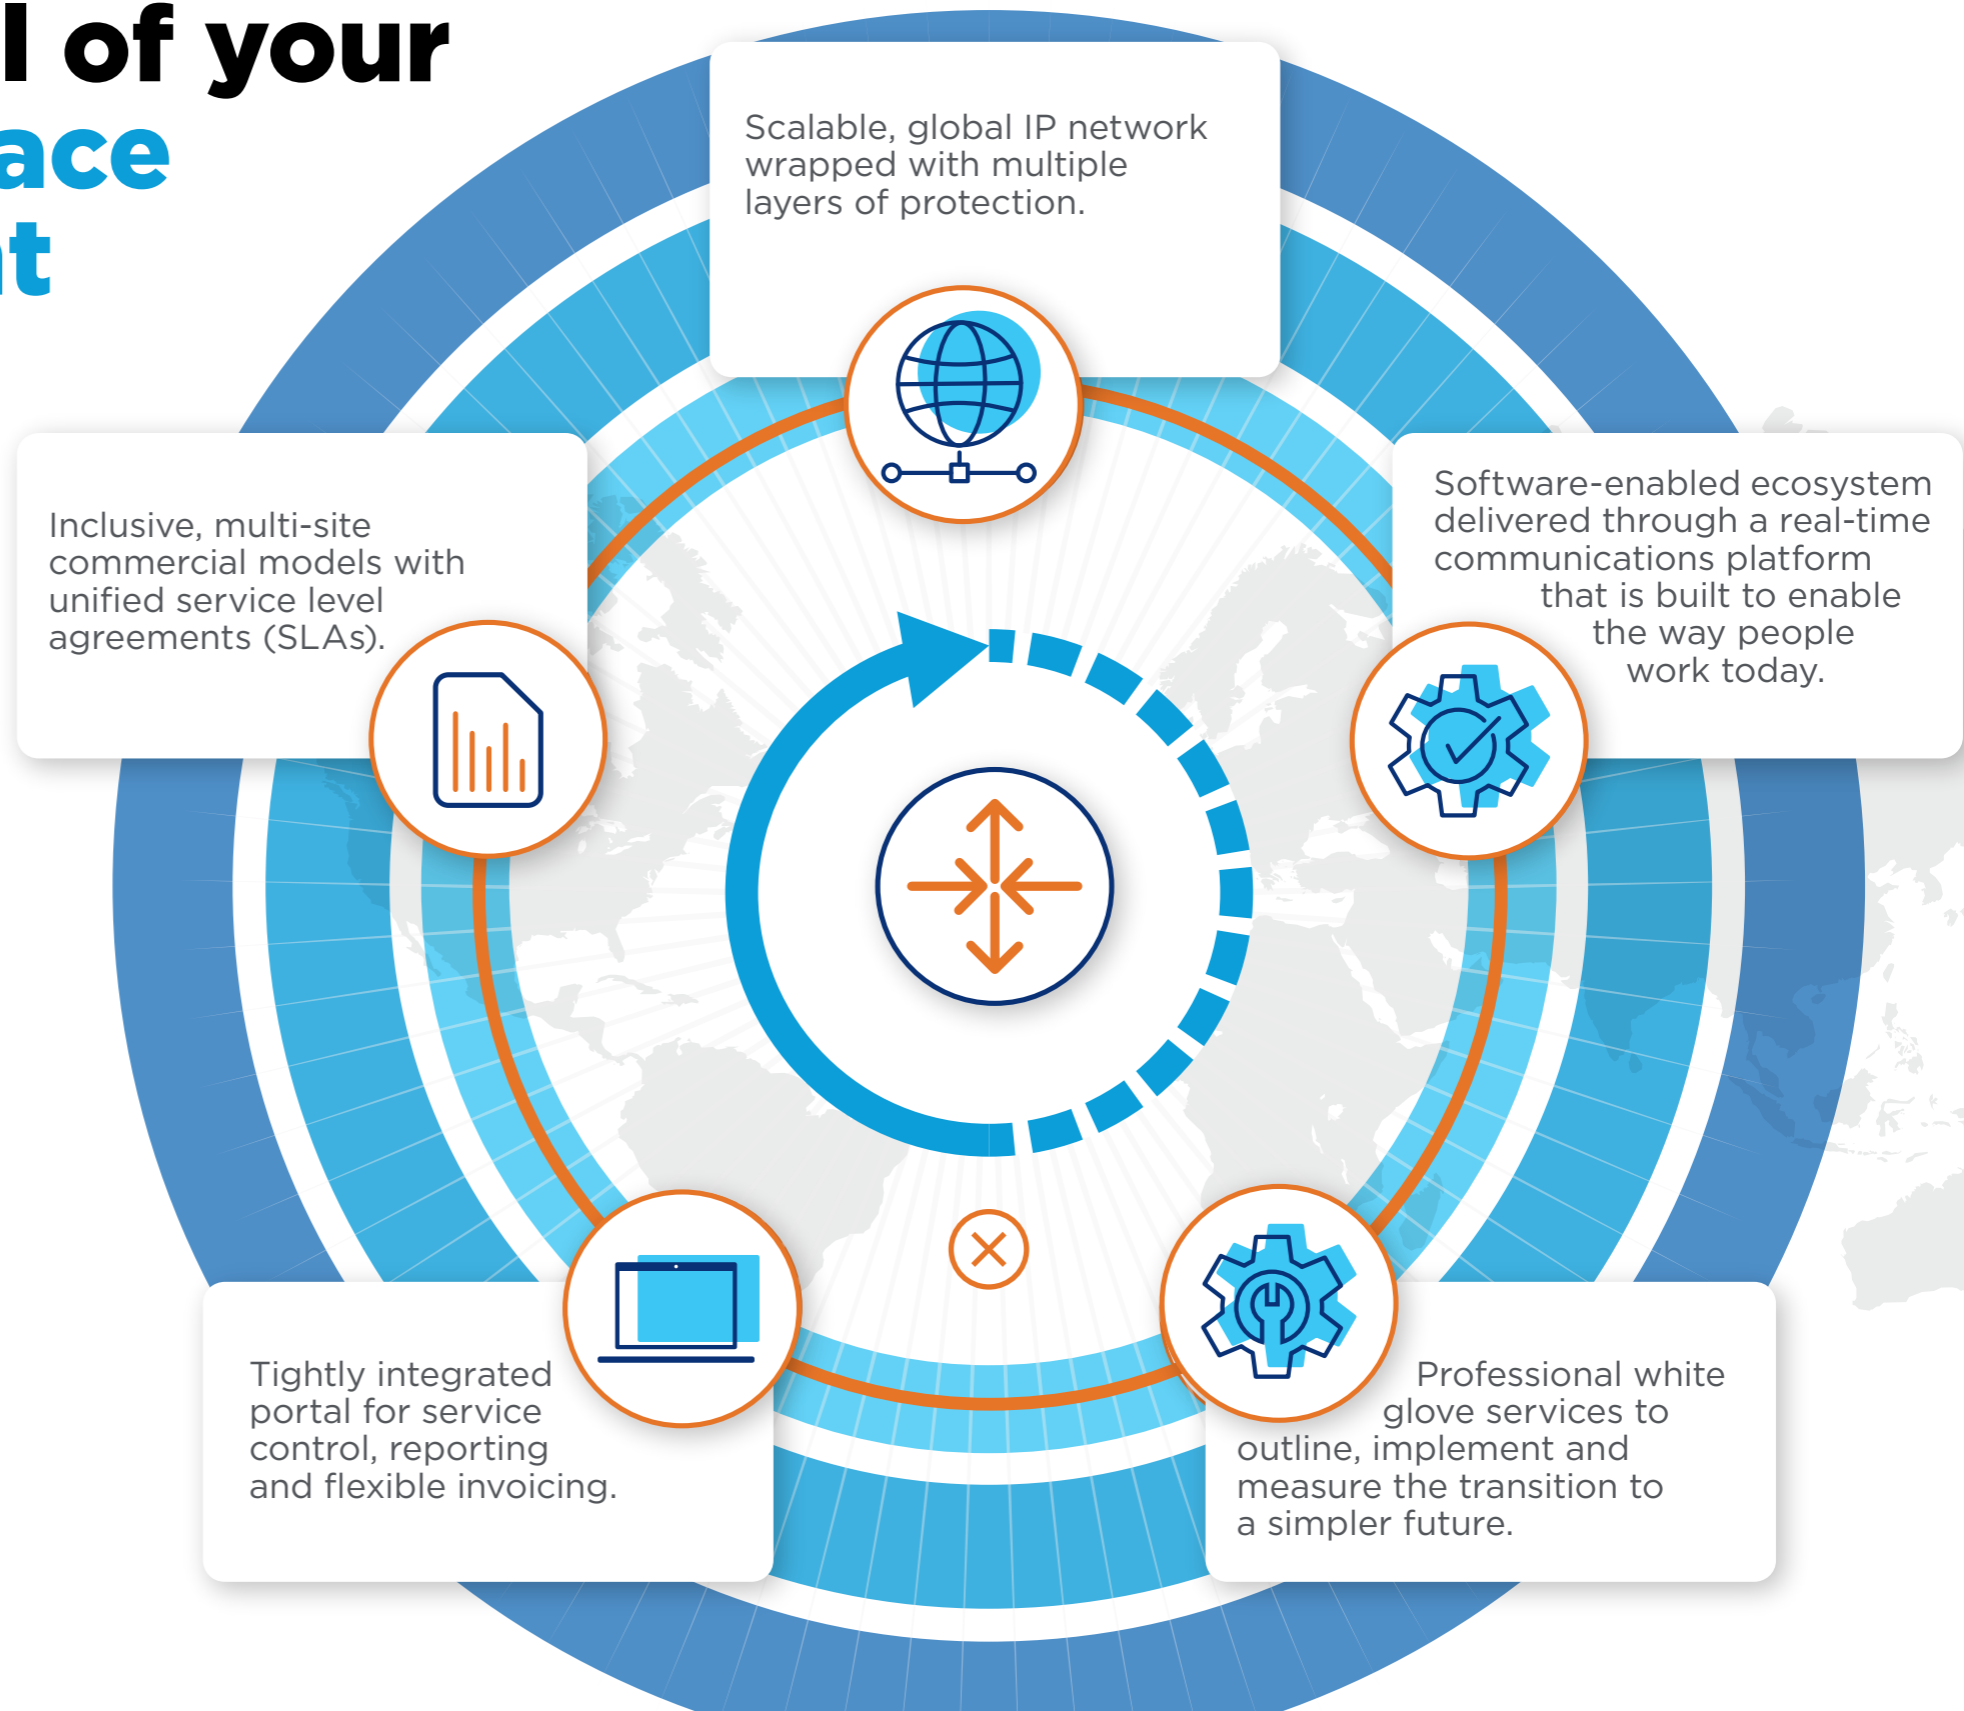 l of your
ace
t
Scalable, global IP network
wrapped with multiple
layers of protection.
Software-enabled ecosystem
delivered through a real-time
communications platform
that is built to enable
the way people
work today.
Inclusive, multi-site
commercial models with
unified service level
agreements (SLAs).
Tightly integrated
portal for service
control, reporting
and flexible invoicing.
Professional white
glove services to
outline, implement and
measure the transition to
a simpler future.